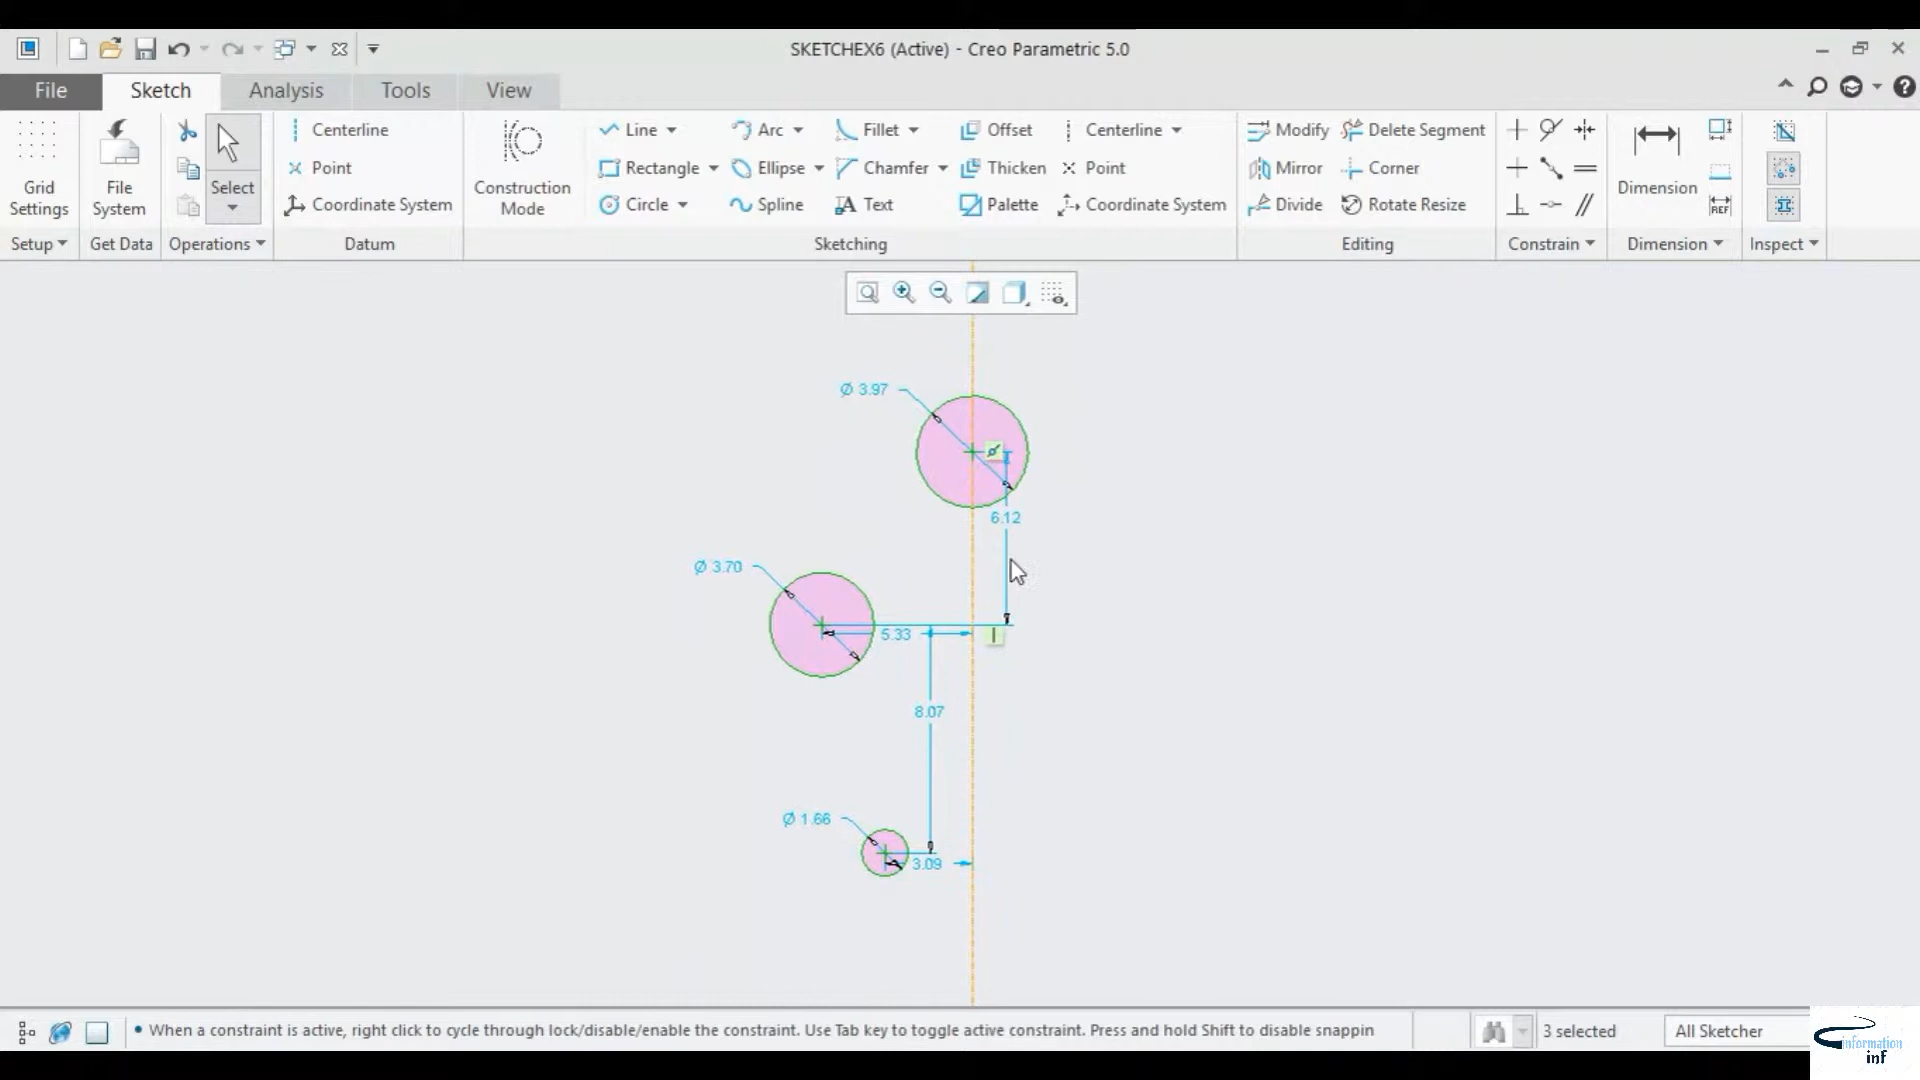 SKETCHEX6 (Active) - Creo Parametric 5.0
File Sketch Analysis Tools View
Centerline Line Arc Fillet Offset Centerline Modify Delete Segment
Point Rectangle Ellipse Chamfer Thicken Point Mirror Corner
Grid Settings File System Select Construction Mode Dimension
Coordinate System Circle Spline Text Palette Coordinate System Divide Rotate Resize
REF
Setup Get Data Operations Datum Sketching Editing Constrain Dimension Inspect
Ø 3.97
6.12
Ø 3.70
5.33
8.07
Ø 1.66
3.09
• When a constraint is active, right click to cycle through lock/disable/enable the constraint. Use Tab key to toggle active constraint. Press and hold Shift to disable snappin
3 selected
All Sketcher
information
inf